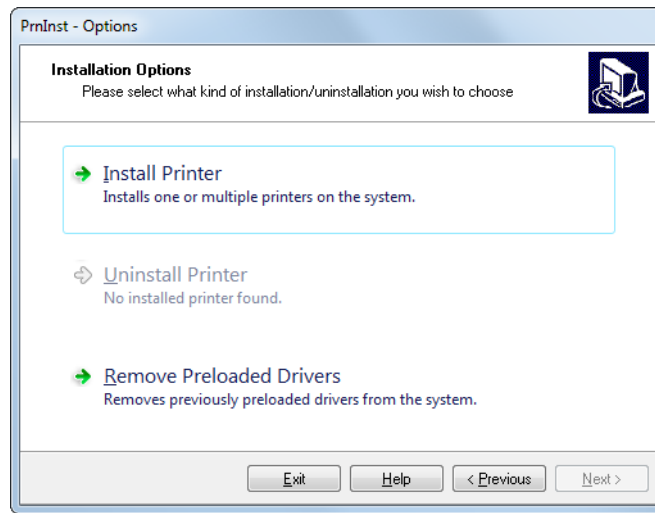 PrnInst - Options
Installation Options
Please select what kind of installation/uninstallation you wish to choose
Install Printer
Installs one or multiple printers on the system.
Uninstall Printer
No installed printer found.
Remove Preloaded Drivers
Removes previously preloaded drivers from the system.
Exit Help < Previous Next >